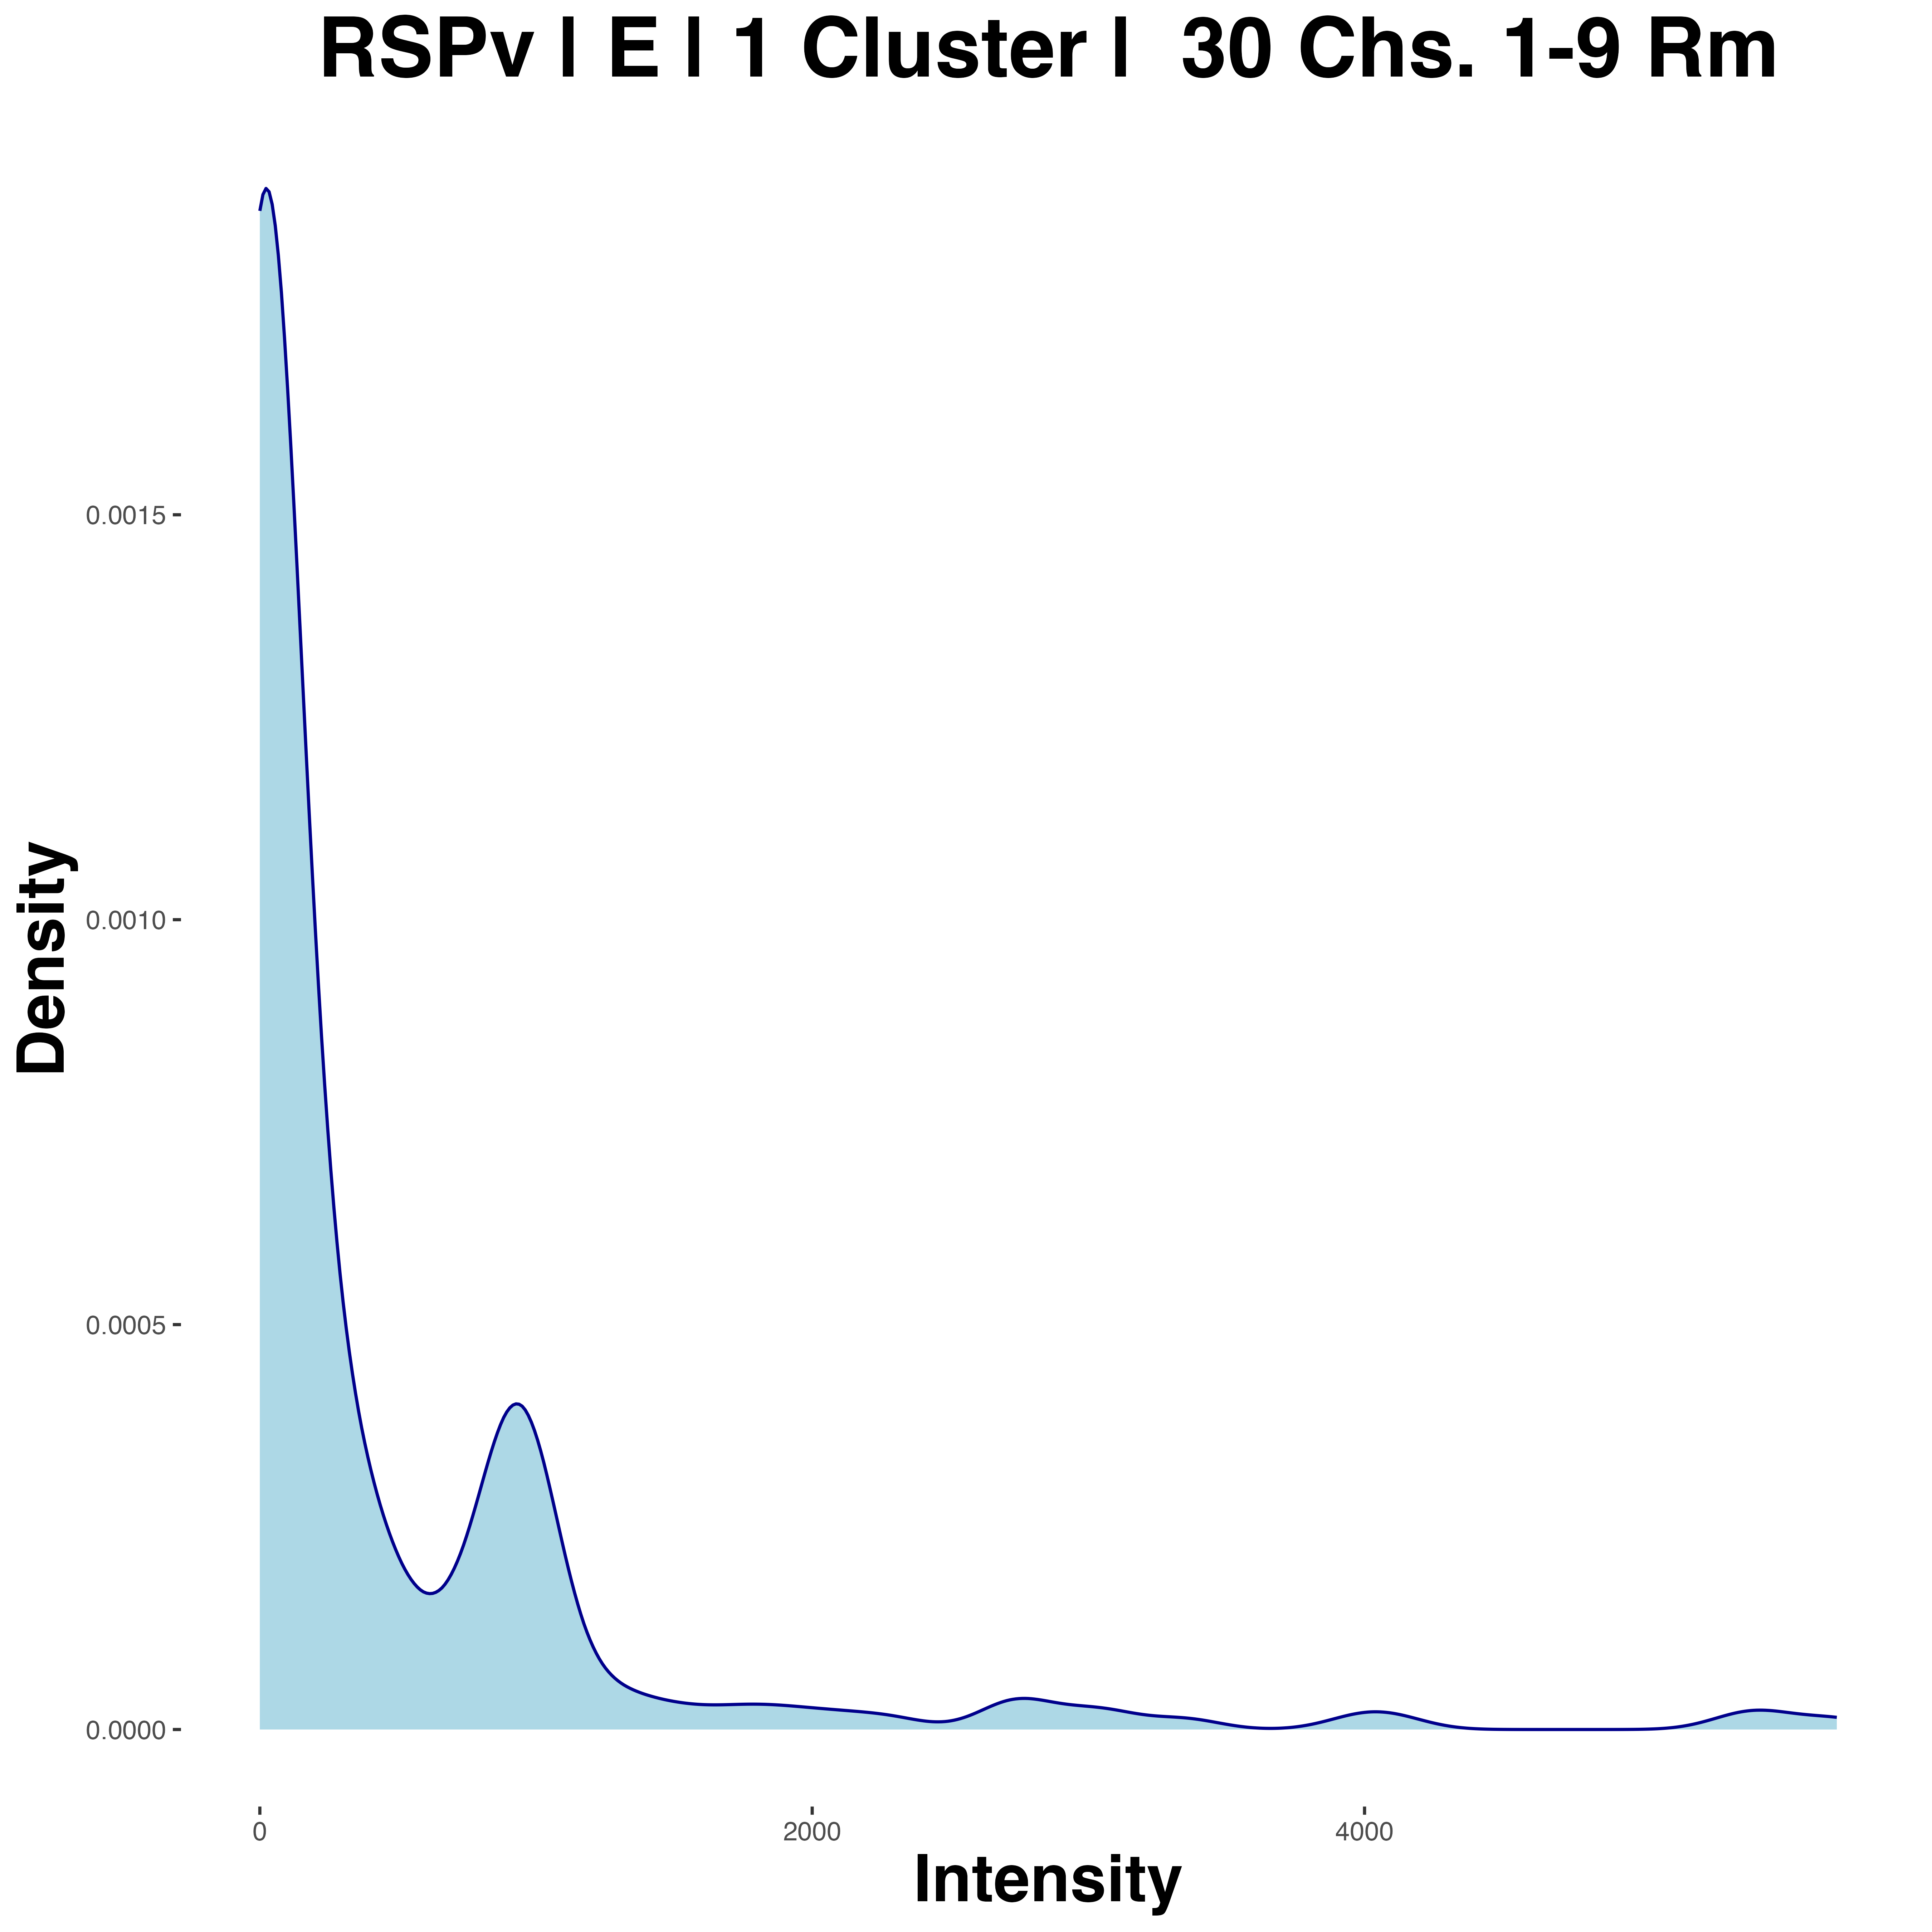 RSPv | E | 1 Cluster |  30 Chs. 1-9 Rm
Density
0.0015
0.0010
0.0005
0.0000
0
2000
4000
Intensity